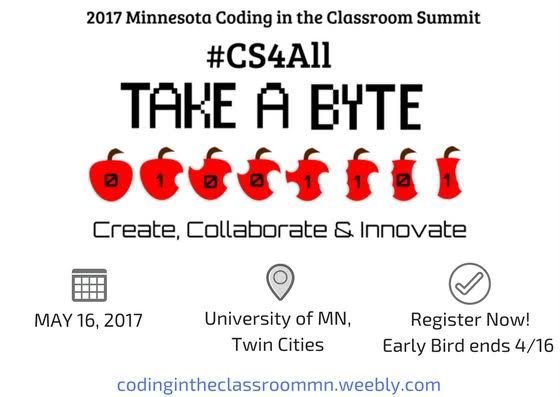 2017 Minnesota Coding in the Classroom Summit
#CS4All
TAKE A BYTE
0 1 0 0 1 1 0 1
Create, Collaborate & Innovate
MAY 16, 2017
University of MN,
Twin Cities
Register Now!
Early Bird ends 4/16
codingintheclassroommn.weebly.com